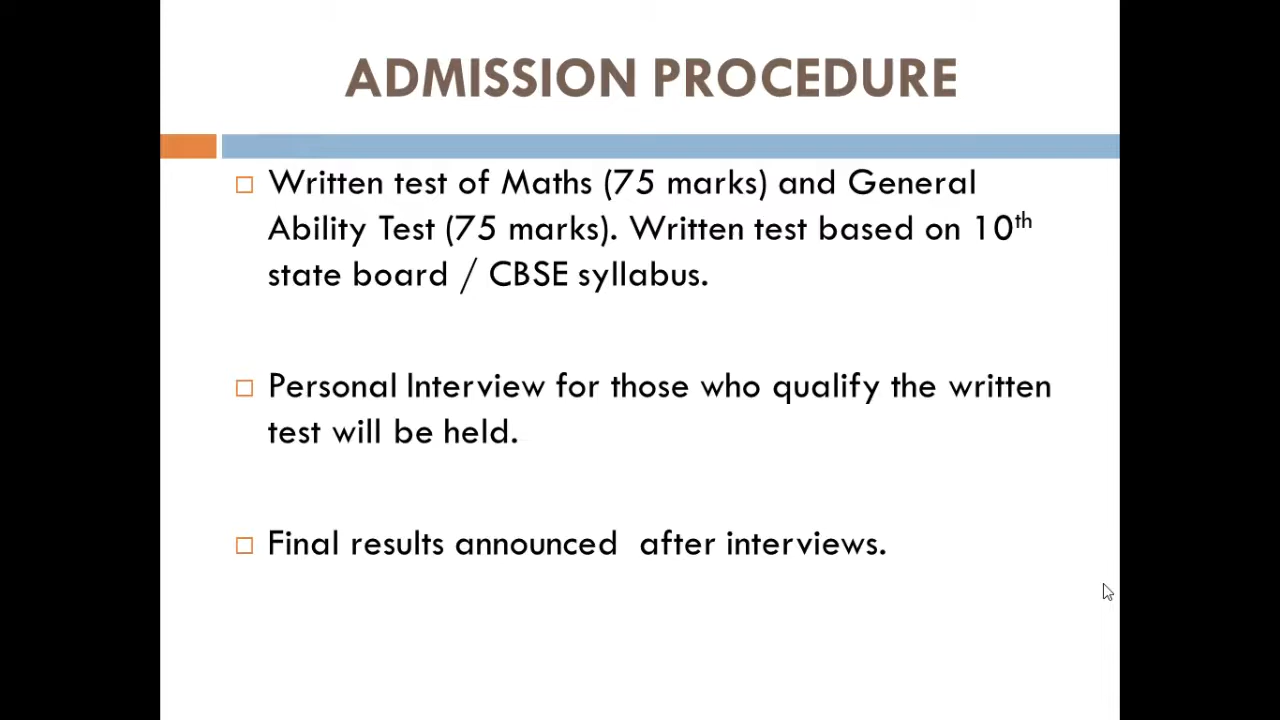 ADMISSION PROCEDURE
Written test of Maths (75 marks) and General
Ability Test (75 marks). Written test based on 10th
state board / CBSE syllabus.
Personal Interview for those who qualify the written
test will be held.
Final results announced  after interviews.